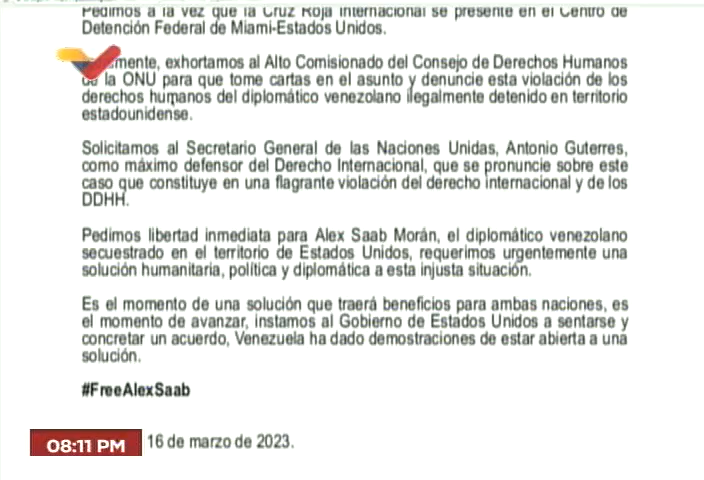 Pedimos a la vez que la Cruz Roja Internacional se presente en el Centro de
Detención Federal de Miami-Estados Unidos.
exhortamos al Alto Comisionado del Consejo de Derechos Humanos
la ONU para que tome cartas en el asunto y denuncie esta violación de los
derechos humanos del diplomático venezolano ilegalmente detenido en territorio
estadounidense.
Solicitamos al Secretario General de las Naciones Unidas, Antonio Guterres,
como máximo defensor del Derecho Internacional, que se pronuncie sobre este
caso que constituye en una flagrante violación del derecho internacional y de los
DDHH.
Pedimos libertad inmediata para Alex Saab Morán, el diplomático venezolano
secuestrado en el territorio de Estados Unidos, requerimos urgentemente una
solución humanitaria, política y diplomática a esta injusta situación.
Es el momento de una solución que traerá beneficios para ambas naciones, es
el momento de avanzar, instamos al Gobierno de Estados Unidos a sentarse y
concretar un acuerdo, Venezuela ha dado demostraciones de estar abierta a una
solución.
#FreeAlexSaab
08:11 PM 16 de marzo de 2023.